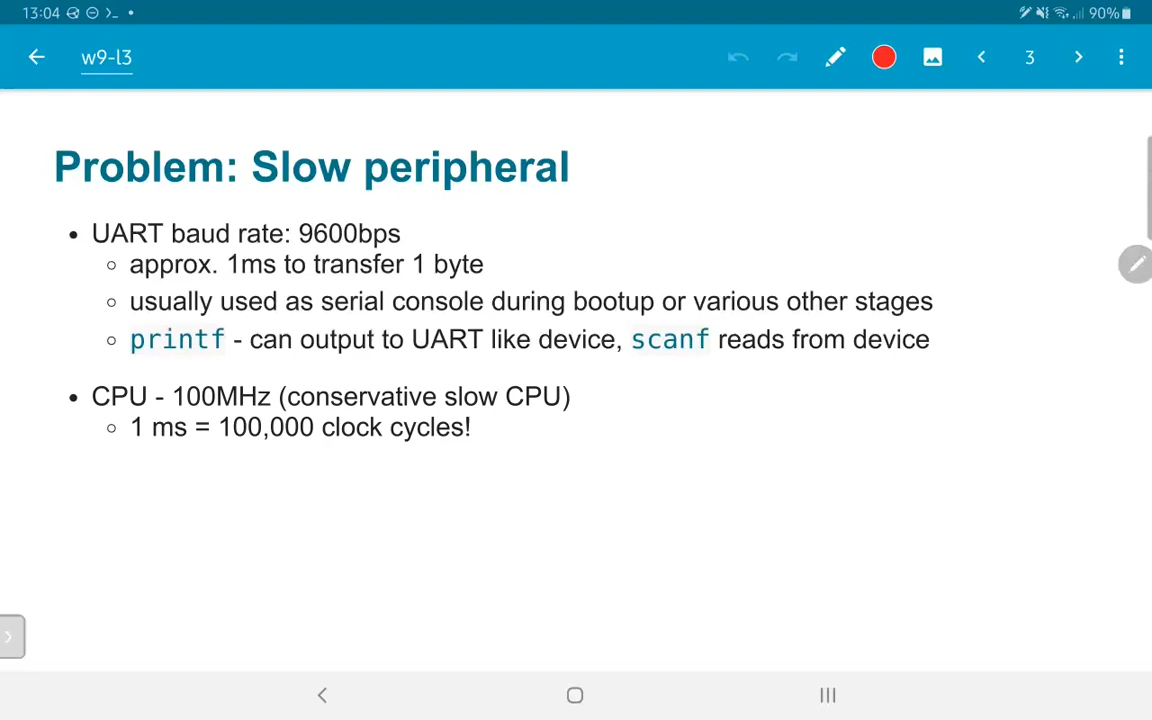 13:04
90%
w9-l3
3
Problem: Slow peripheral
• UART baud rate: 9600bps
○ approx. 1ms to transfer 1 byte
○ usually used as serial console during bootup or various other stages
○ printf - can output to UART like device, scanf reads from device
• CPU - 100MHz (conservative slow CPU)
○ 1 ms = 100,000 clock cycles!